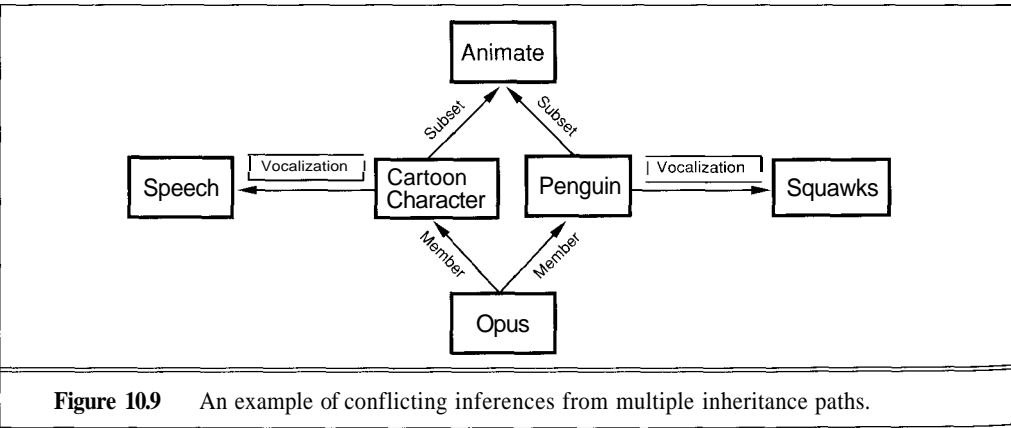 Animate
Subset
Subset
Speech
Vocalization
Cartoon
Character
Penguin
Vocalization
Squawks
Member
Member
Opus
Figure 10.9 An example of conflicting inferences from multiple inheritance paths.